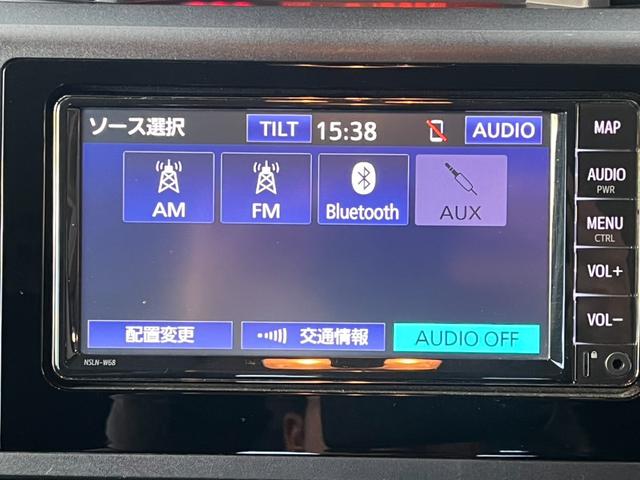 ソース選択 TILT 15:38 AUDIO
AM FM Bluetooth AUX
配置変更 交通情報 AUDIO OFF
NSLN-W68
MAP
AUDIO
PWR
MENU
CTRL
VOL+
VOL−